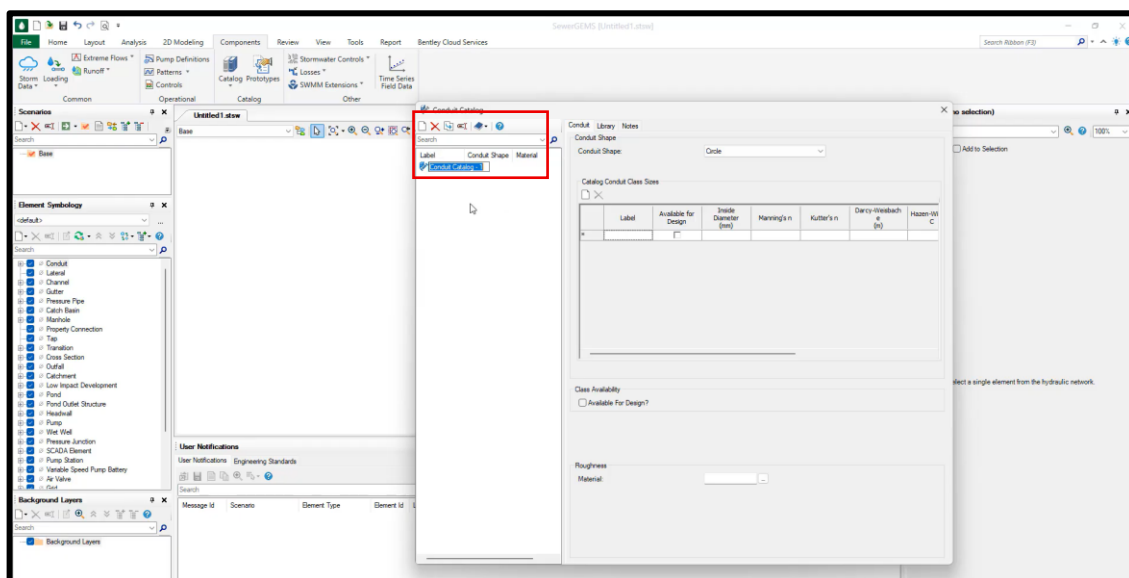 SewerGEMS (Untitled1.stsw)
File Home Layout Analysis 2D Modeling Components Review View Tools Report Bentley Cloud Services
Search Ribbon (F3)
Storm Data
Loading
Extreme Flows
Runoff
Common
Pump Definitions
Patterns
Controls
Operational
Catalog Prototypes
Catalog
Stormwater Controls
Losses
SWMM Extensions
Other
Time Series Field Data
Scenarios
Search
Base
Untitled1.stsw
Base
Element Symbology
<default>
...
Search
Conduit
Lateral
Channel
Gutter
Pressure Pipe
Catch Basin
Manhole
Property Connection
Tap
Transition
Cross Section
Outfall
Catchment
Low Impact Development
Pond
Pond Outlet Structure
Headwall
Pump
Wet Well
Pressure Junction
SCADA Element
Pump Station
Variable Speed Pump Battery
Air Valve
Grid
Background Layers
Search
Background Layers
User Notifications
User Notifications Engineering Standards
Search
Message Id Scenario Element Type Element Id L
Conduit Catalog
Search
Label Conduit Shape Material
Conduit Catalog - 1
Conduit Library Notes
Conduit Shape
Conduit Shape: Circle
Catalog Conduit Class Sizes
Label
Available for Design
Inside Diameter (mm)
Manning's n
Kutter's n
Darcy-Weisbach e (m)
Hazen-Wi C
*
Class Availability
Available For Design?
Roughness
Material:
...
no selection)
100%
Add to Selection
elect a single element from the hydraulic network.